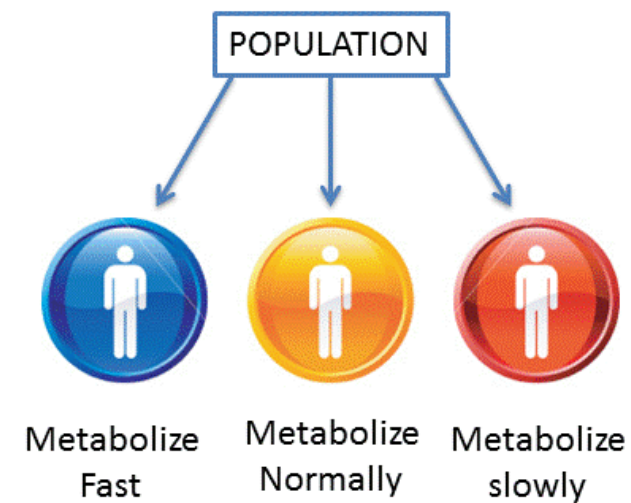 POPULATION
Metabolize
Fast
Metabolize
Normally
Metabolize
slowly